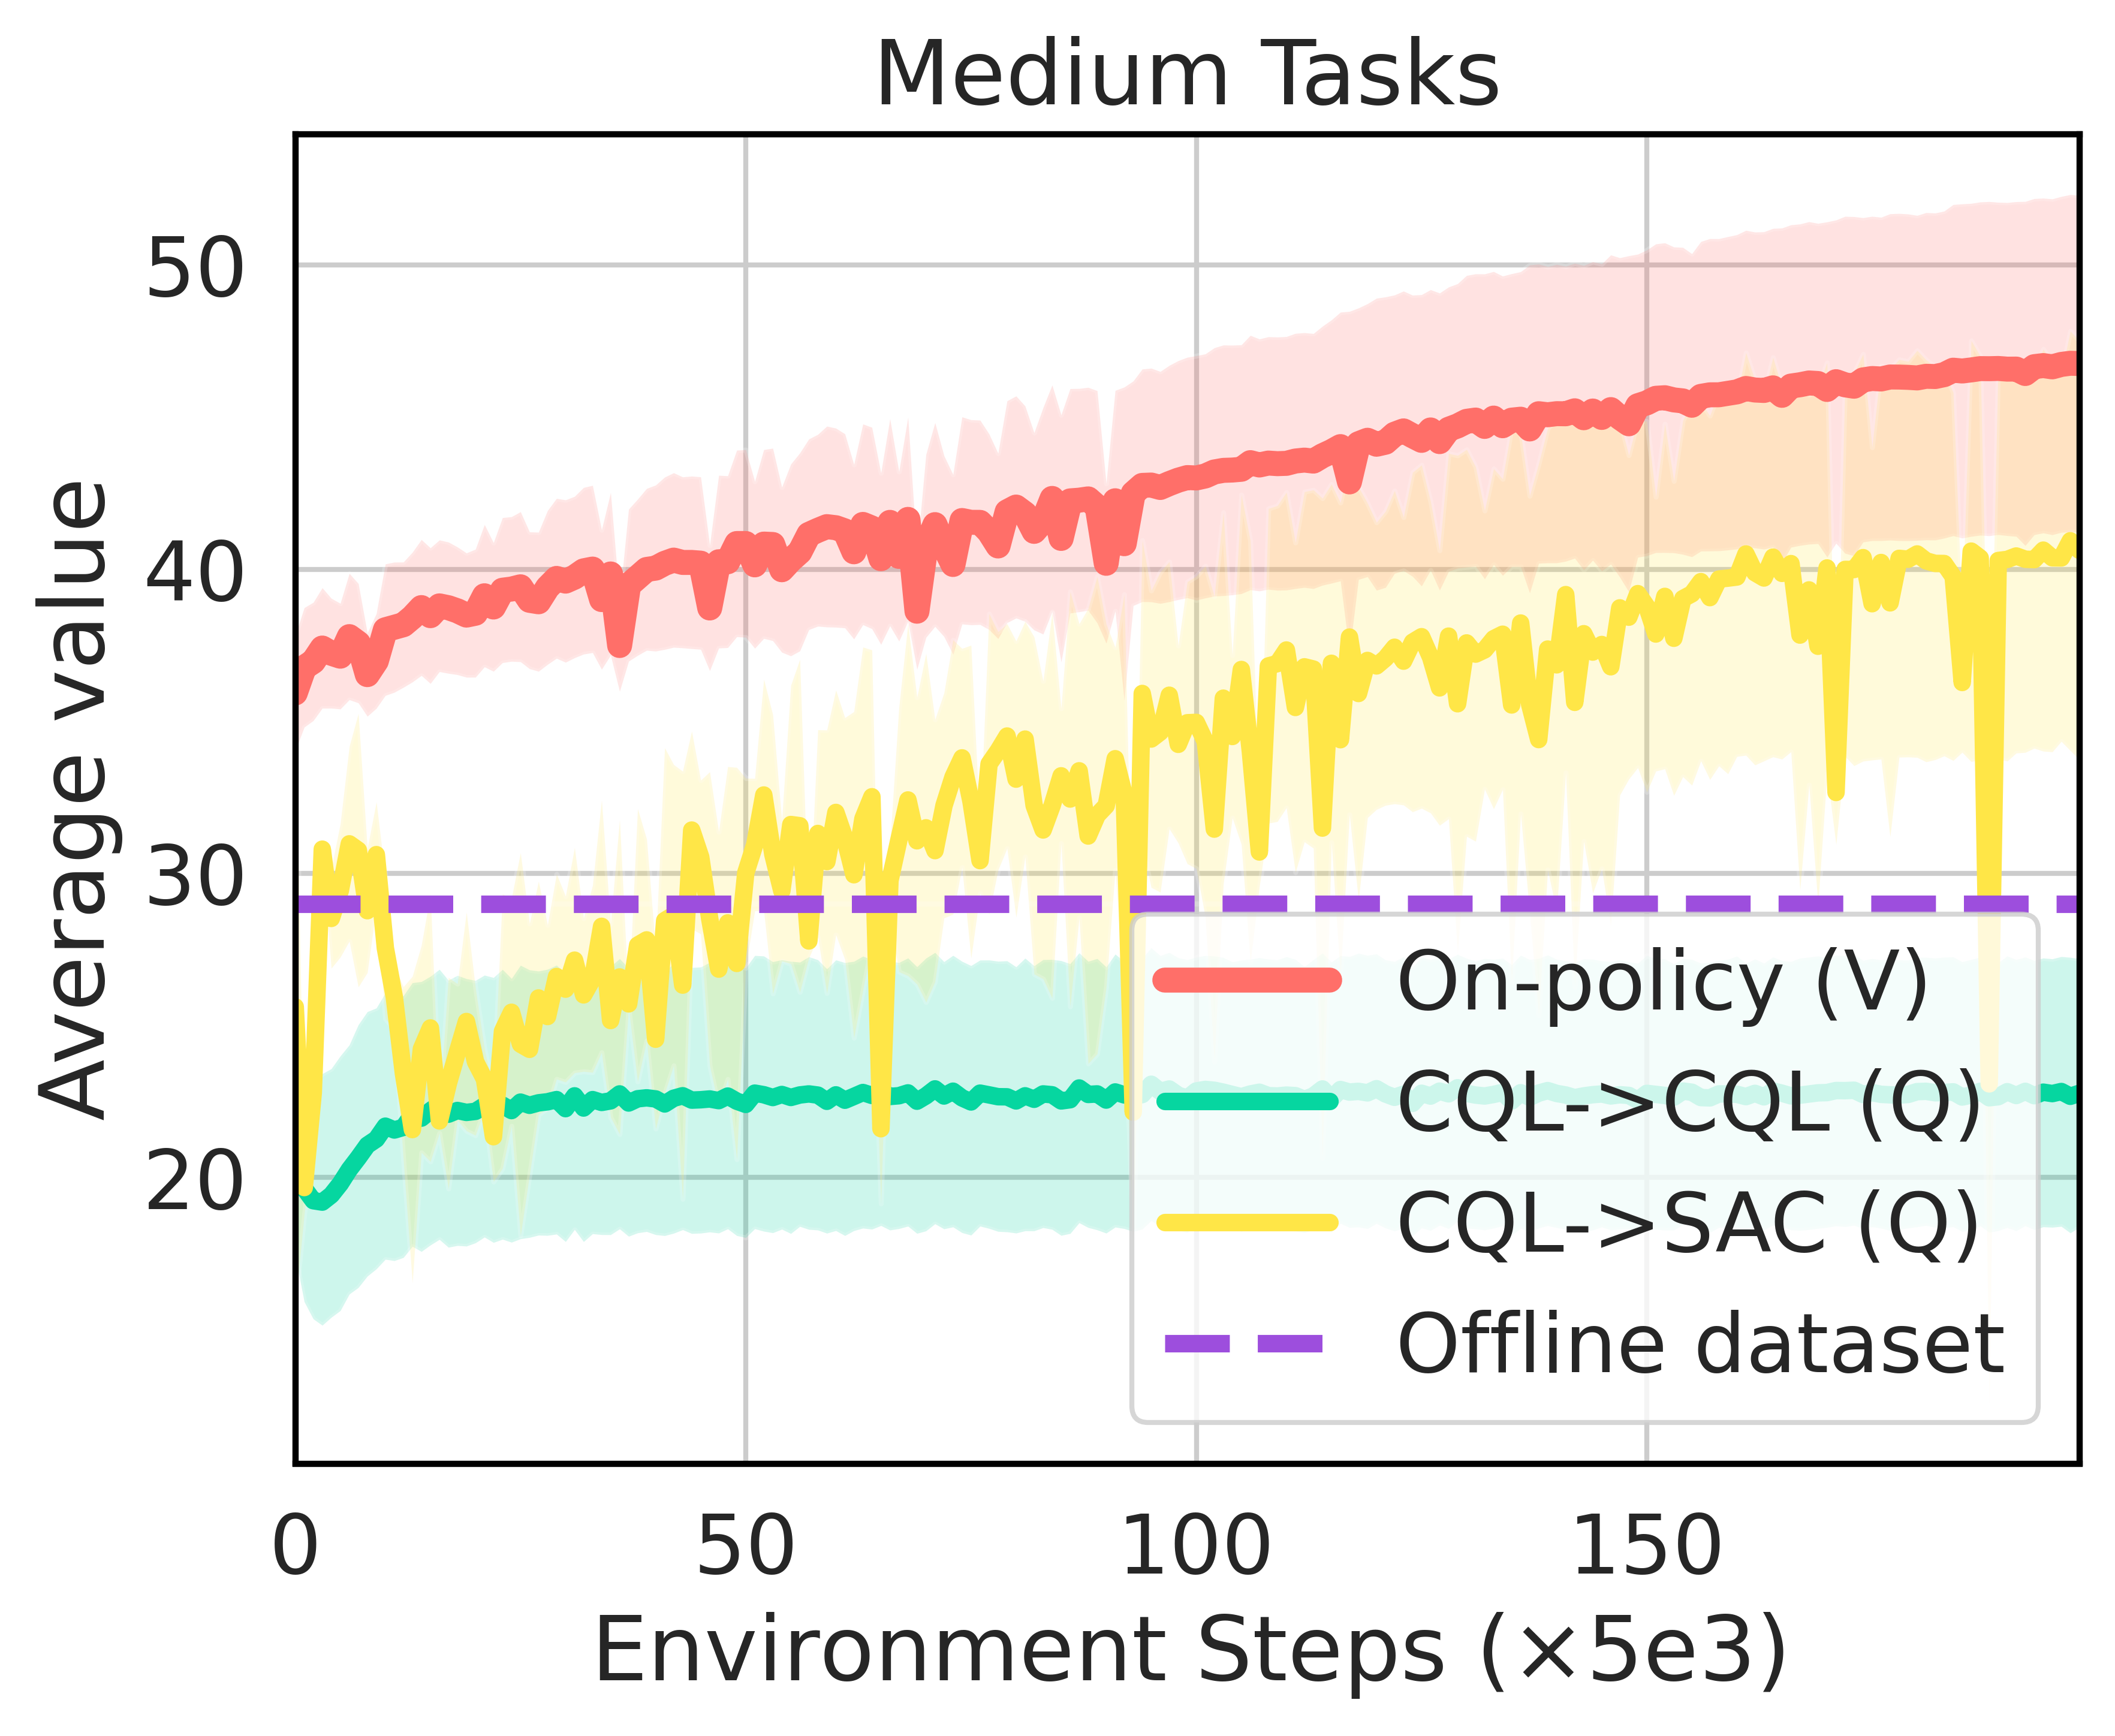 Medium Tasks
Average value
50
40
30
20
On-policy (V)
CQL->CQL (Q)
CQL->SAC (Q)
Offline dataset
0 50 100 150
Environment Steps (×5e3)